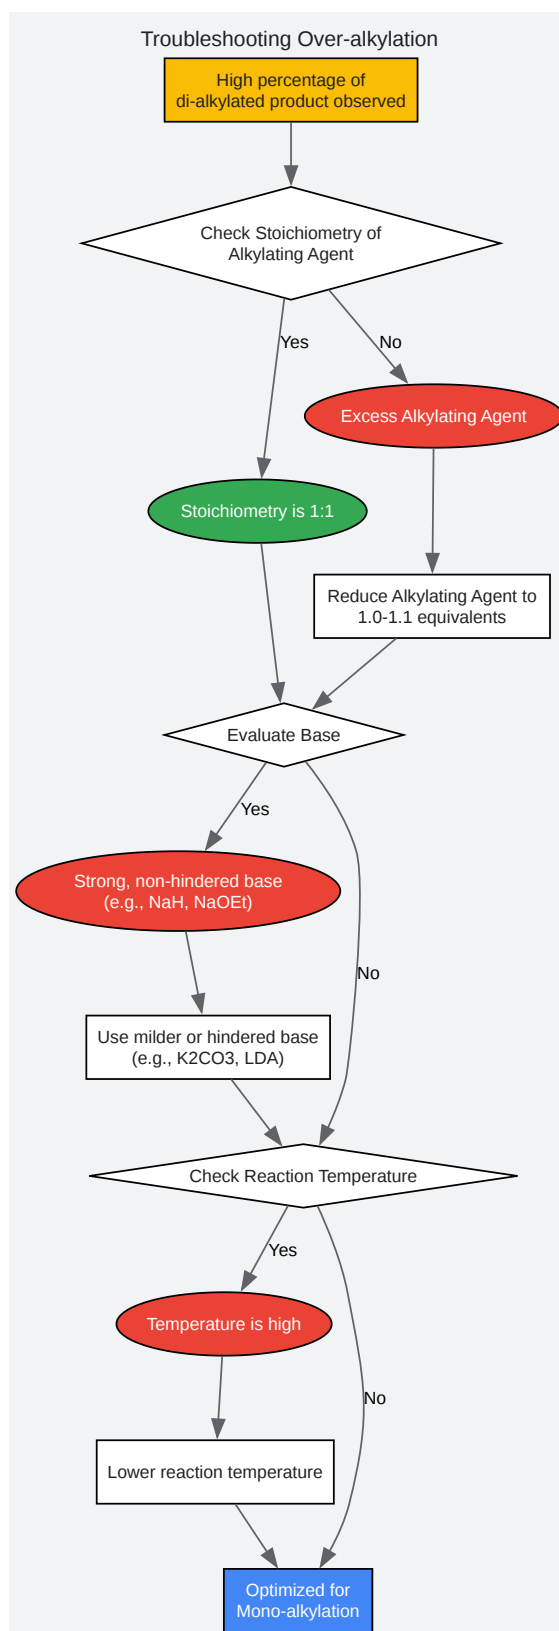 Troubleshooting Over-alkylation
High percentage of
di-alkylated product observed
Check Stoichiometry of
Alkylating Agent
Yes
No
Excess Alkylating Agent
Stoichiometry is 1:1
Reduce Alkylating Agent to
1.0-1.1 equivalents
Evaluate Base
Yes
Strong, non-hindered base
(e.g., NaH, NaOEt)
No
Use milder or hindered base
(e.g., K2CO3, LDA)
Check Reaction Temperature
Yes
Temperature is high
No
Lower reaction temperature
Optimized for
Mono-alkylation